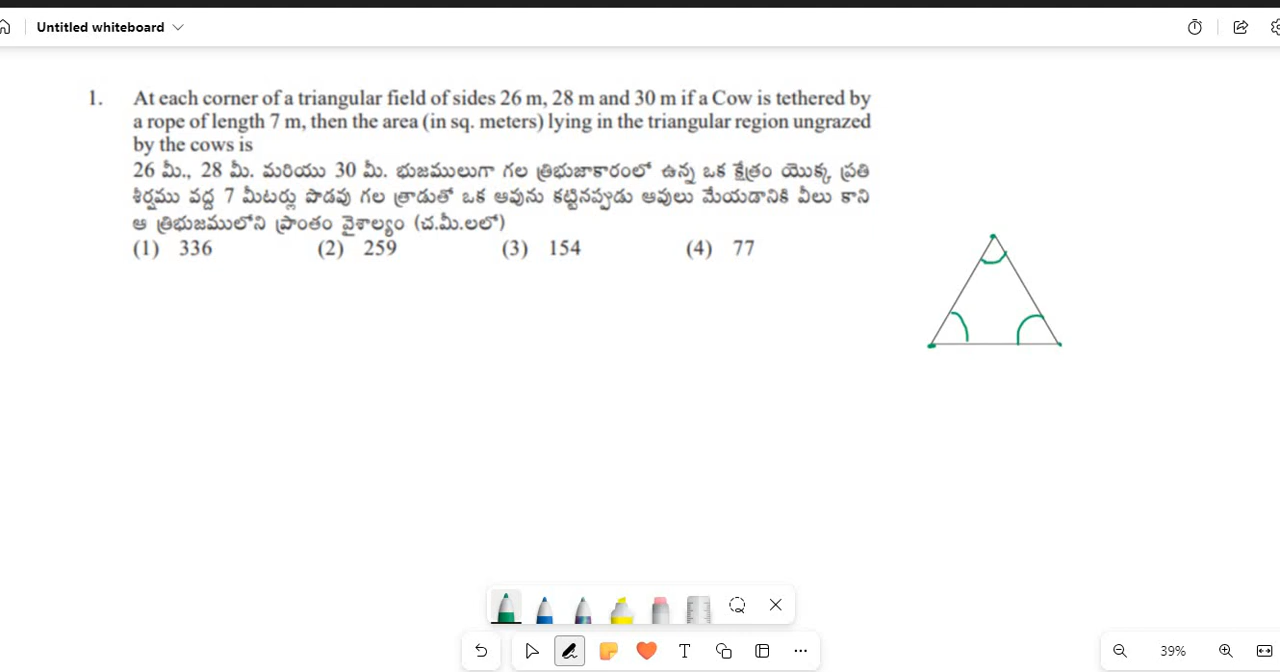 Untitled whiteboard
1. At each corner of a triangular field of sides 26 m, 28 m and 30 m if a Cow is tethered by
a rope of length 7 m, then the area (in sq. meters) lying in the triangular region ungrazed
by the cows is
26 మీ., 28 మీ. మరియు 30 మీ. భుజములుగా గల త్రిభుజాకారంలో ఉన్న ఒక క్షేత్రం యొక్క ప్రతి
శీర్షము వద్ద 7 మీటర్లు పొడవు గల త్రాడుతో ఒక ఆవును కట్టినప్పుడు ఆవులు మేయడానికి వీలు కాని
ఆ త్రిభుజములోని ప్రాంతం వైశాల్యం (చ.మీ.లలో)
(1) 336 (2) 259 (3) 154 (4) 77
T
39%